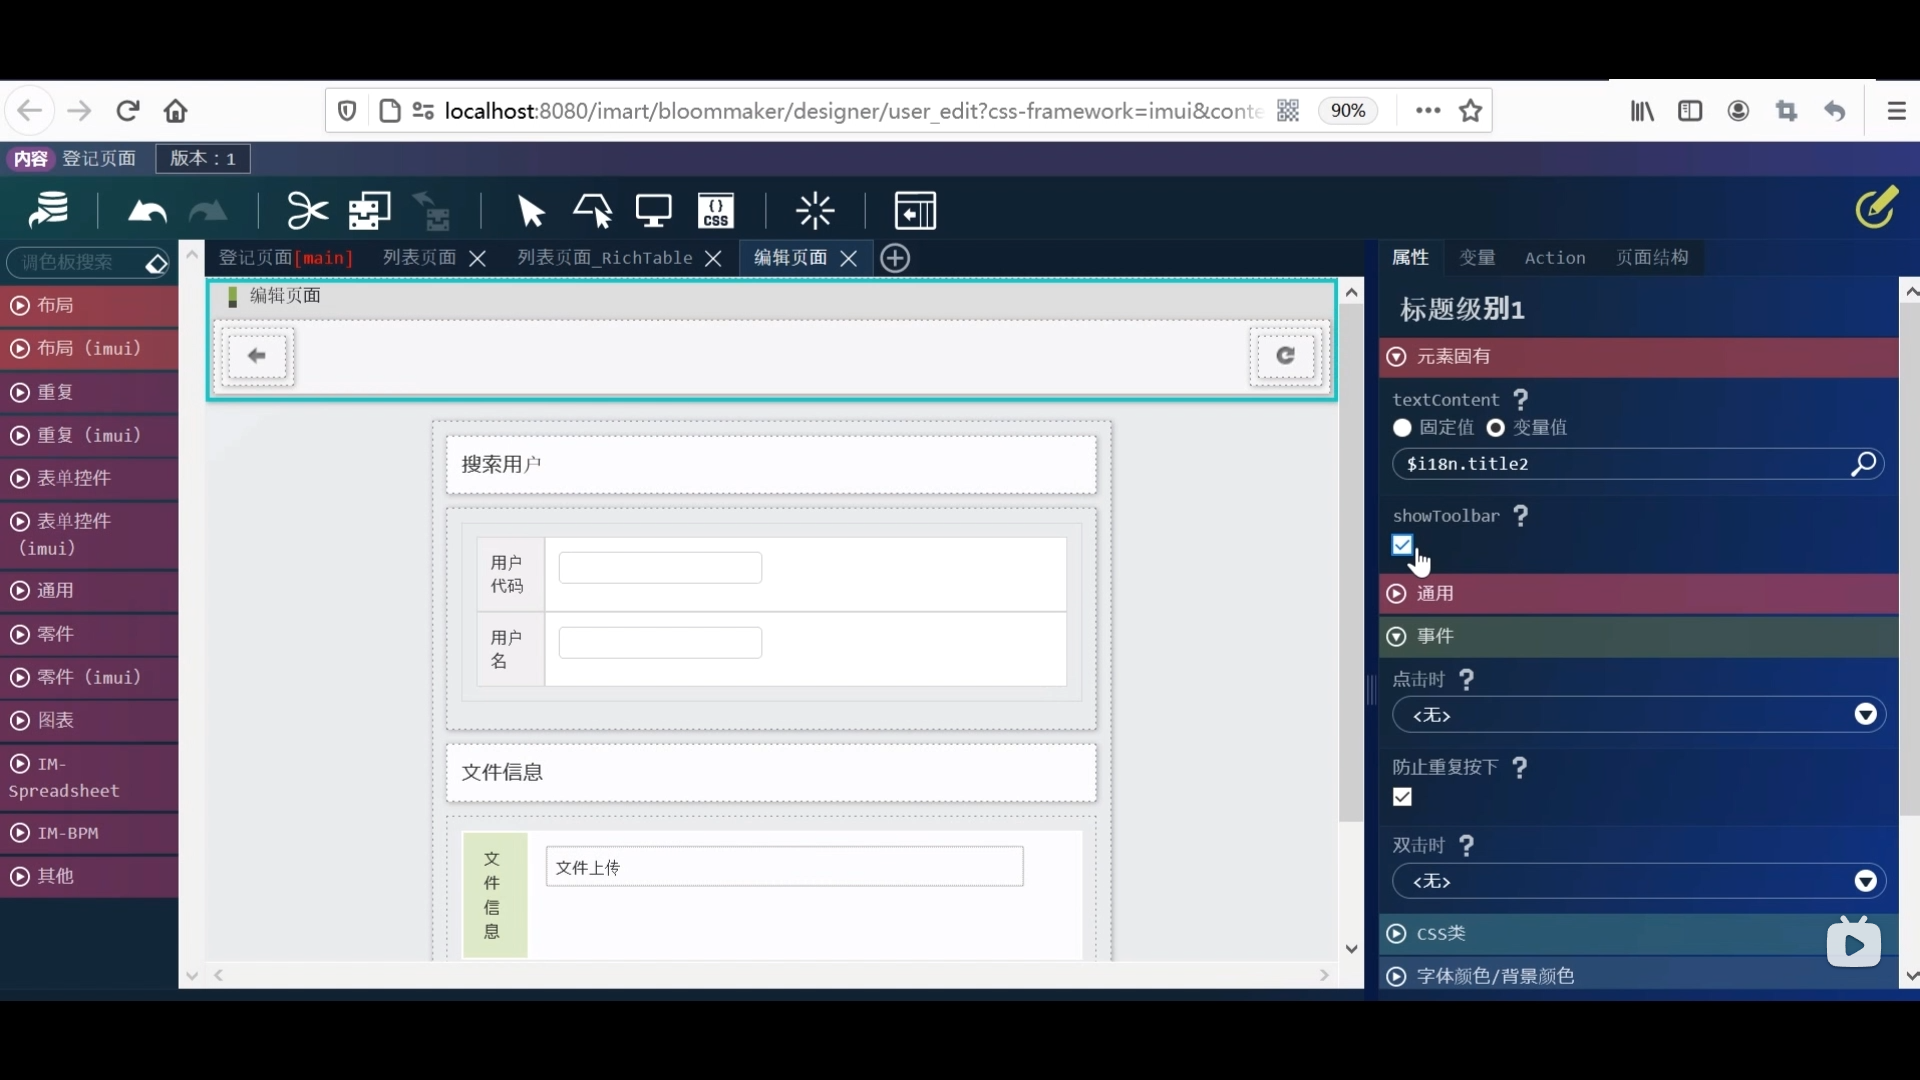 localhost:8080/imart/bloommaker/designer/user_edit?css-framework=imui&conte
90%
内容 登记页面 版本：1
{} CSS
调色板搜索
登记页面[main] 列表页面 列表页面_RichTable 编辑页面
属性 变量 Action 页面结构
布局
布局（imui）
重复
重复（imui）
表单控件
表单控件
（imui）
通用
零件
零件（imui）
图表
IM-
Spreadsheet
IM-BPM
其他
编辑页面
搜索用户
用户
代码
用户
名
文件信息
文
件
信
息
文件上传
标题级别1
元素固有
textContent ?
固定值 变量值
$i18n.title2
showToolbar ?
通用
事件
点击时 ?
<无>
防止重复按下 ?
双击时 ?
<无>
CSS类
字体颜色/背景颜色